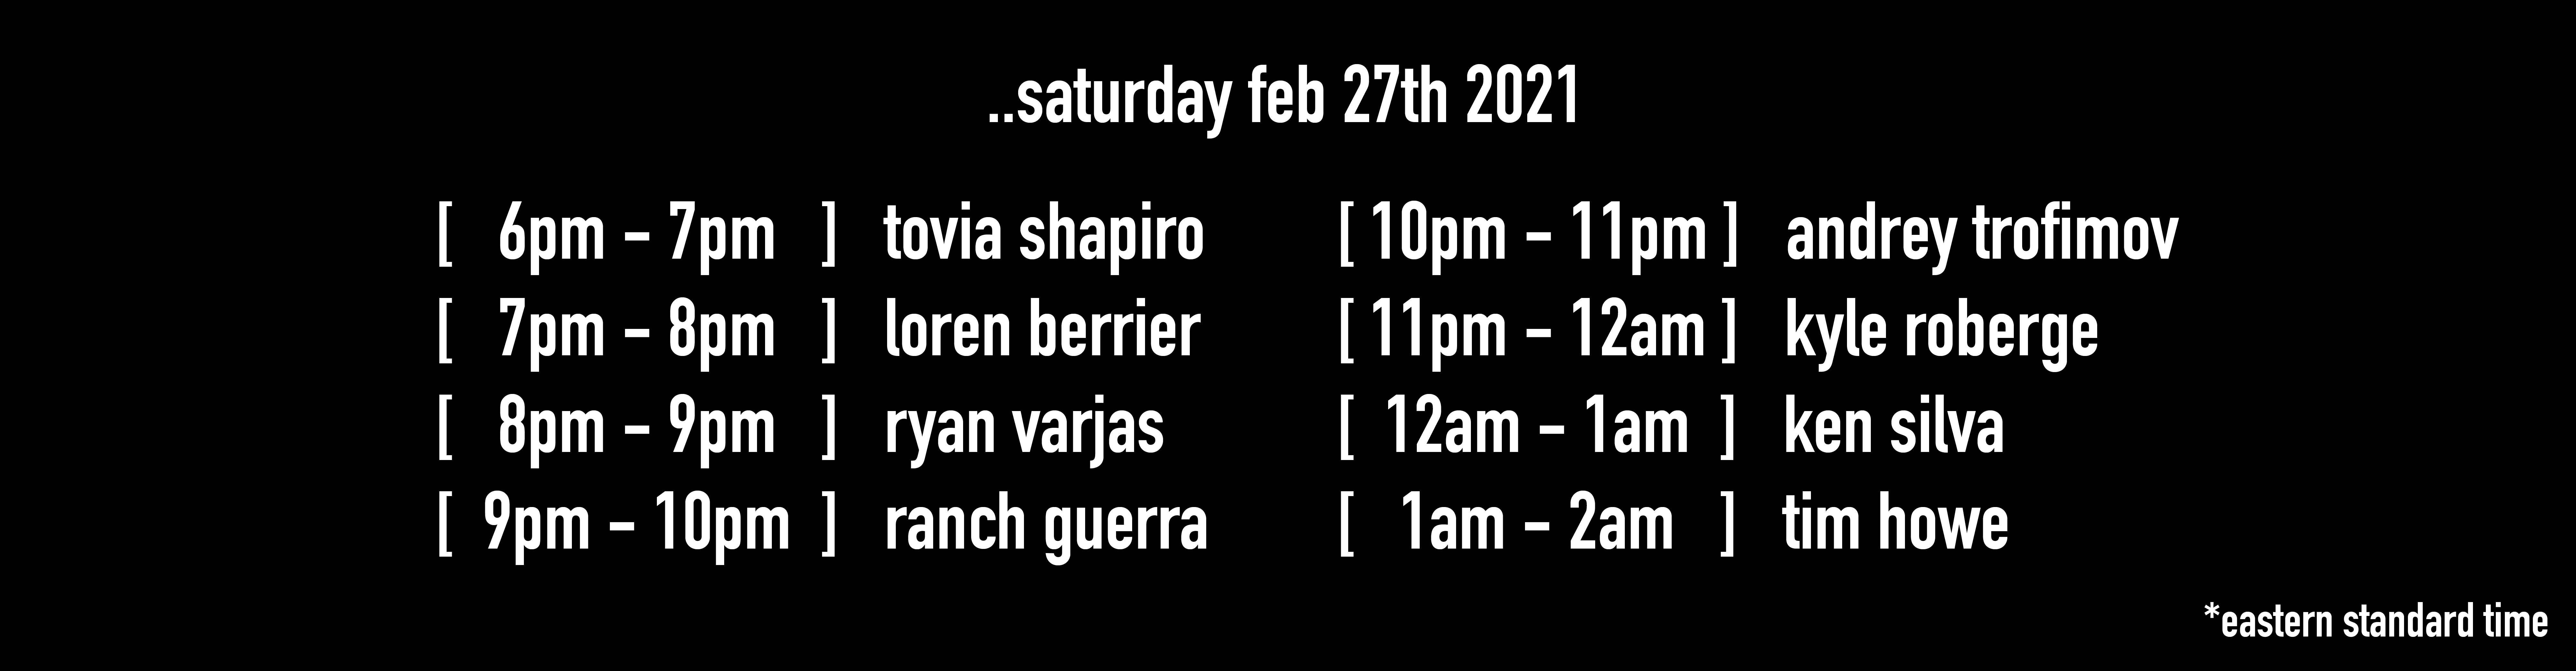 ..saturday feb 27th 2021
[ 6pm – 7pm ] tovia shapiro
[ 7pm – 8pm ] loren berrier
[ 8pm – 9pm ] ryan varjas
[ 9pm – 10pm ] ranch guerra
[ 10pm – 11pm ] andrey trofimov
[ 11pm – 12am ] kyle roberge
[ 12am – 1am ] ken silva
[ 1am – 2am ] tim howe
*eastern standard time